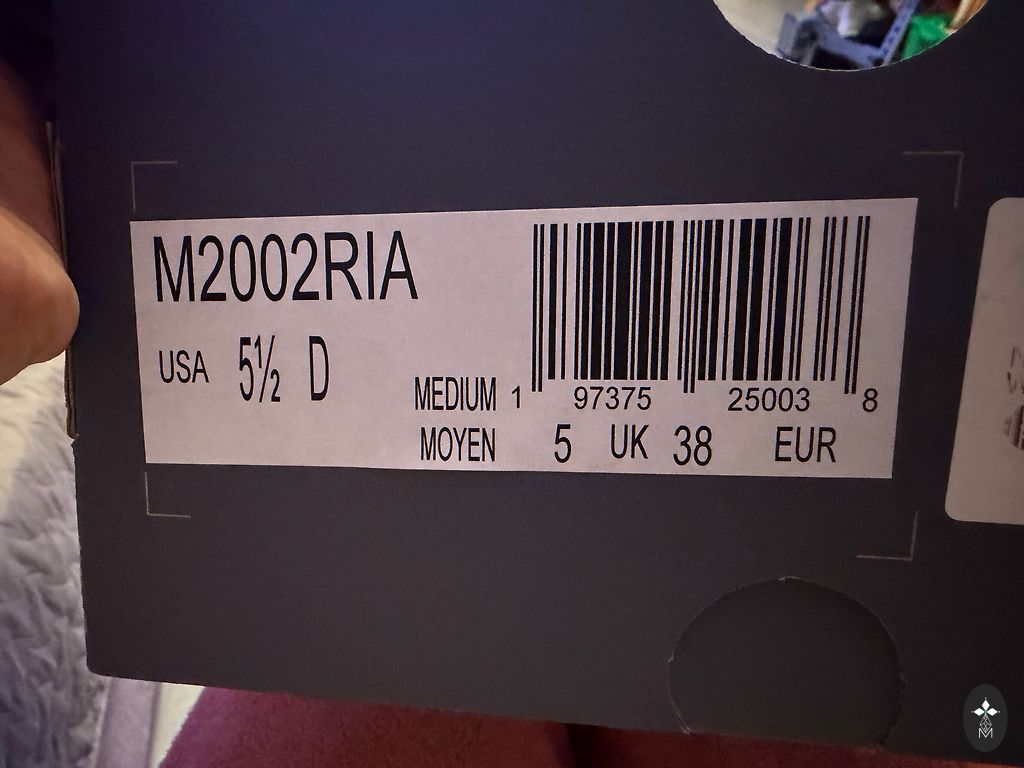 M2002RIA
USA 5½ D
MEDIUM 1 97375 25003 8
MOYEN 5 UK 38 EUR
M